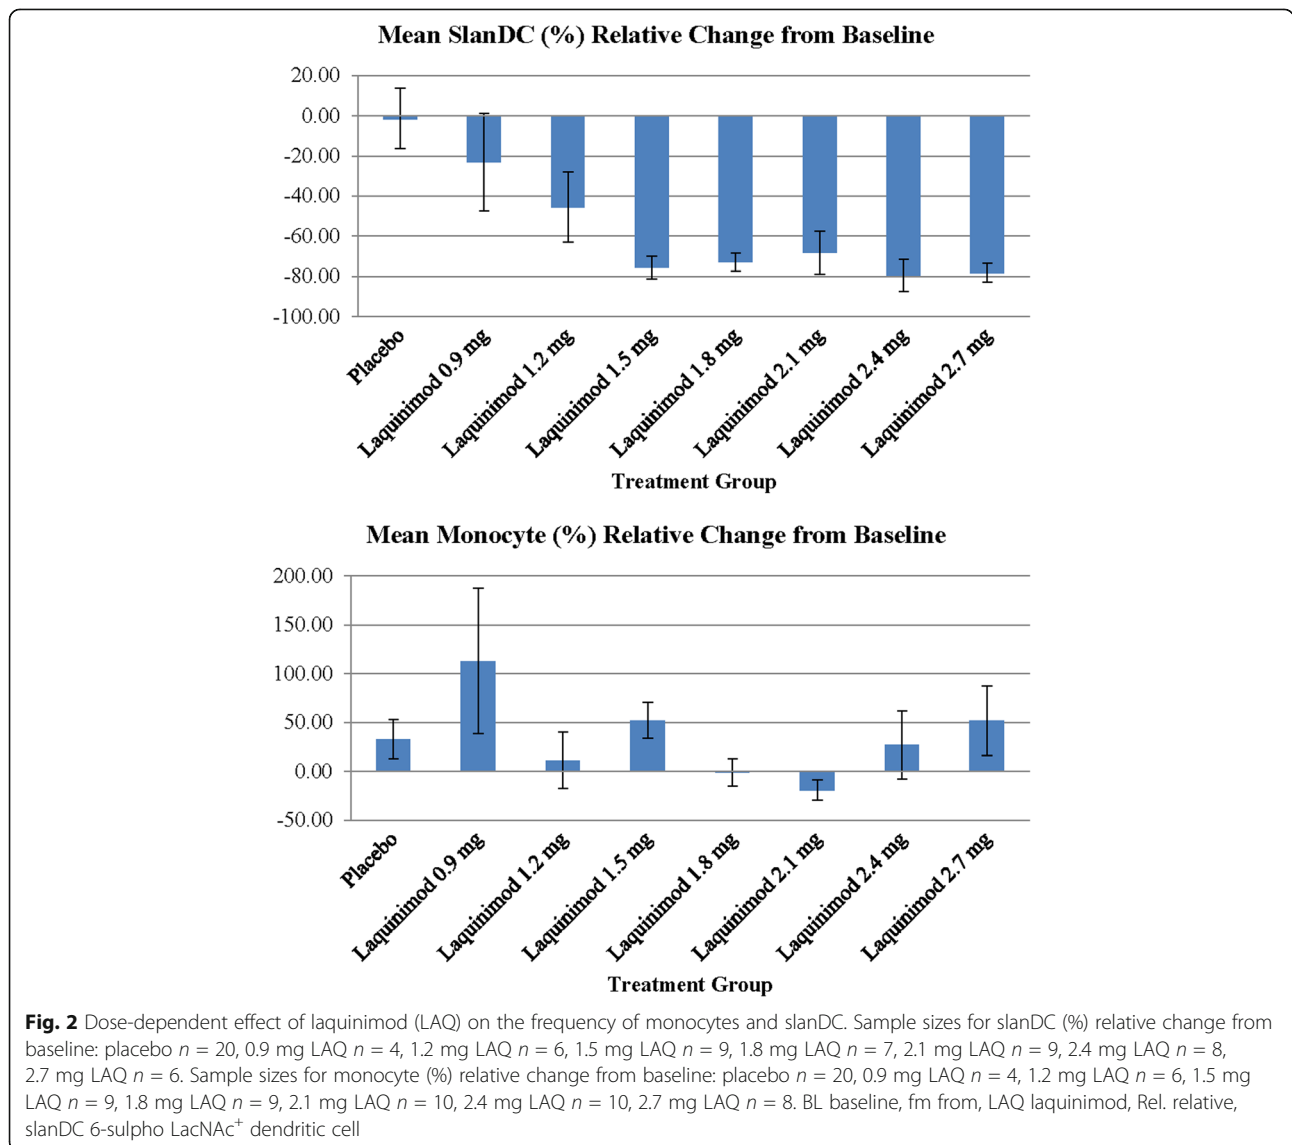 Mean SlanDC (%) Relative Change from Baseline
20.00
0.00
-20.00
-40.00
-60.00
-80.00
-100.00
Placebo
Laquinimod 0.9 mg
Laquinimod 1.2 mg
Laquinimod 1.5 mg
Laquinimod 1.8 mg
Laquinimod 2.1 mg
Laquinimod 2.4 mg
Laquinimod 2.7 mg
Treatment Group
Mean Monocyte (%) Relative Change from Baseline
200.00
150.00
100.00
50.00
0.00
-50.00
Placebo
Laquinimod 0.9 mg
Laquinimod 1.2 mg
Laquinimod 1.5 mg
Laquinimod 1.8 mg
Laquinimod 2.1 mg
Laquinimod 2.4 mg
Laquinimod 2.7 mg
Treatment Group
Fig. 2 Dose-dependent effect of laquinimod (LAQ) on the frequency of monocytes and slanDC. Sample sizes for slanDC (%) relative change from
baseline: placebo n = 20, 0.9 mg LAQ n = 4, 1.2 mg LAQ n = 6, 1.5 mg LAQ n = 9, 1.8 mg LAQ n = 7, 2.1 mg LAQ n = 9, 2.4 mg LAQ n = 8,
2.7 mg LAQ n = 6. Sample sizes for monocyte (%) relative change from baseline: placebo n = 20, 0.9 mg LAQ n = 4, 1.2 mg LAQ n = 6, 1.5 mg
LAQ n = 9, 1.8 mg LAQ n = 9, 2.1 mg LAQ n = 10, 2.4 mg LAQ n = 10, 2.7 mg LAQ n = 8. BL baseline, fm from, LAQ laquinimod, Rel. relative,
slanDC 6-sulpho LacNAc+ dendritic cell